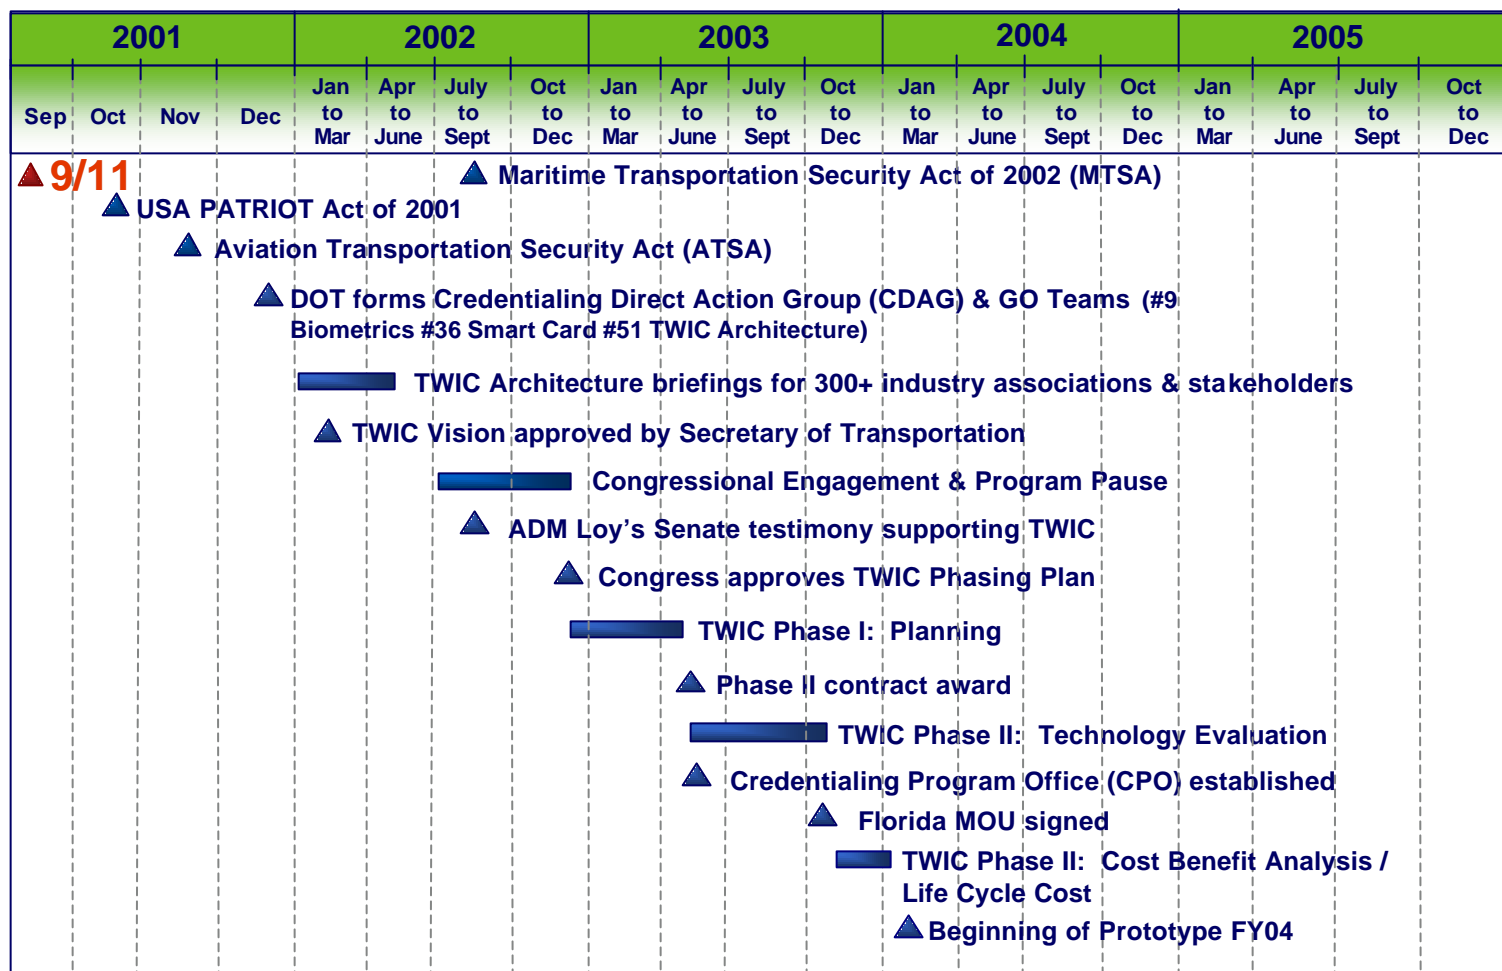 2001 2002 2003 2004 2005
Sep Oct Nov Dec Jan to Mar Apr to June July to Sept Oct to Dec Jan to Mar Apr to June July to Sept Oct to Dec Jan to Mar Apr to June July to Sept Oct to Dec Jan to Mar Apr to June July to Sept Oct to Dec
9/11
Maritime Transportation Security Act of 2002 (MTSA)
USA PATRIOT Act of 2001
Aviation Transportation Security Act (ATSA)
DOT forms Credentialing Direct Action Group (CDAG) & GO Teams (#9
Biometrics #36 Smart Card #51 TWIC Architecture)
TWIC Architecture briefings for 300+ industry associations & stakeholders
TWIC Vision approved by Secretary of Transportation
Congressional Engagement & Program Pause
ADM Loy's Senate testimony supporting TWIC
Congress approves TWIC Phasing Plan
TWIC Phase I: Planning
Phase II contract award
TWIC Phase II: Technology Evaluation
Credentialing Program Office (CPO) established
Florida MOU signed
TWIC Phase II: Cost Benefit Analysis /
Life Cycle Cost
Beginning of Prototype FY04